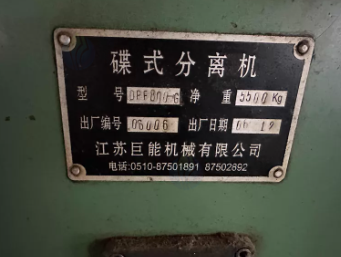 碟式分离机
型 号 DPF800-G 净 重 5500 Kg
出厂编号 06006 出厂日期 06 12
江苏巨能机械有限公司
电话:0510-87501891 87502892